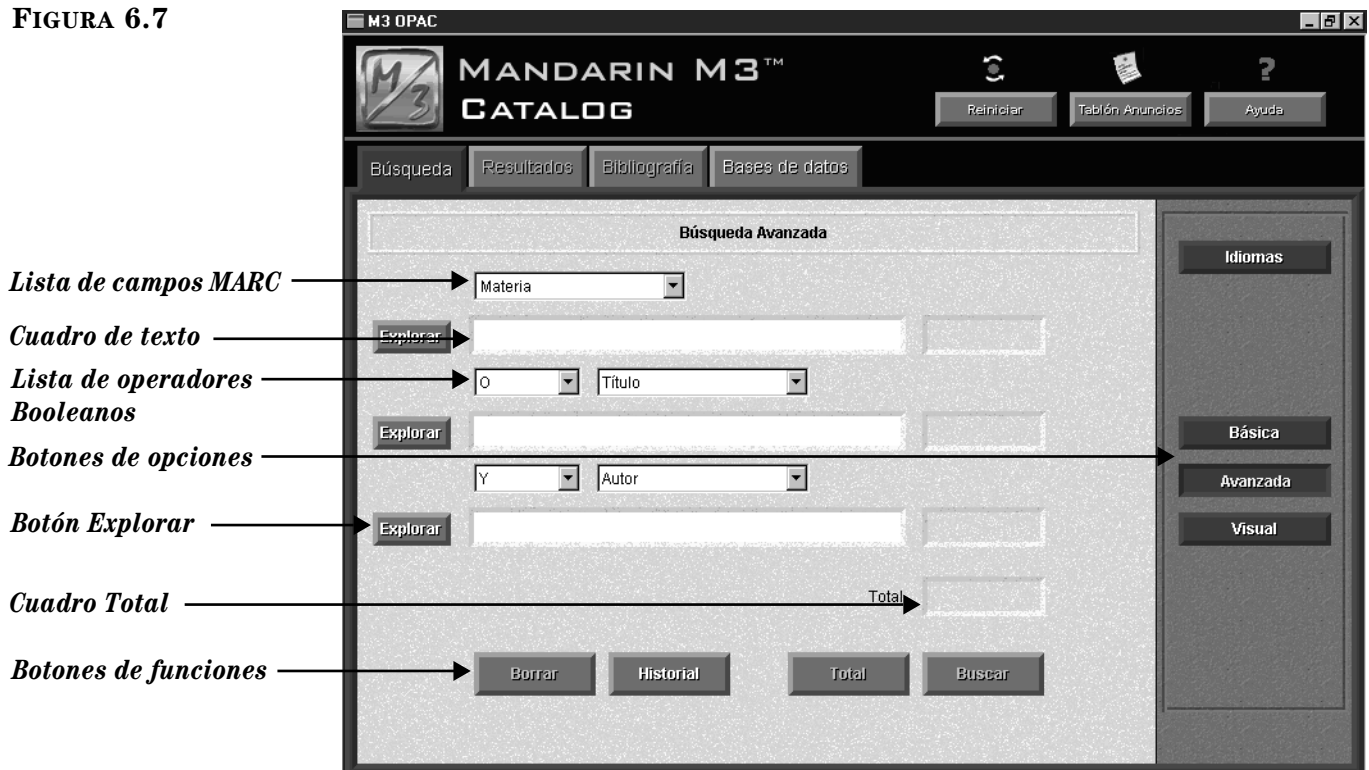 FIGURA 6.7
M3 OPAC
MANDARIN M3™
CATALOG
M/3
?
Reiniciar
Tablón Anuncios
Ayuda
Búsqueda
Resultados
Bibliografía
Bases de datos
Búsqueda Avanzada
Idiomas
Lista de campos MARC
Materia
Cuadro de texto
Explorar
Lista de operadores
Booleanos
O
Título
Explorar
Básica
Botones de opciones
Y
Autor
Avanzada
Botón Explorar
Explorar
Visual
Cuadro Total
Total
Botones de funciones
Borrar
Historial
Total
Buscar